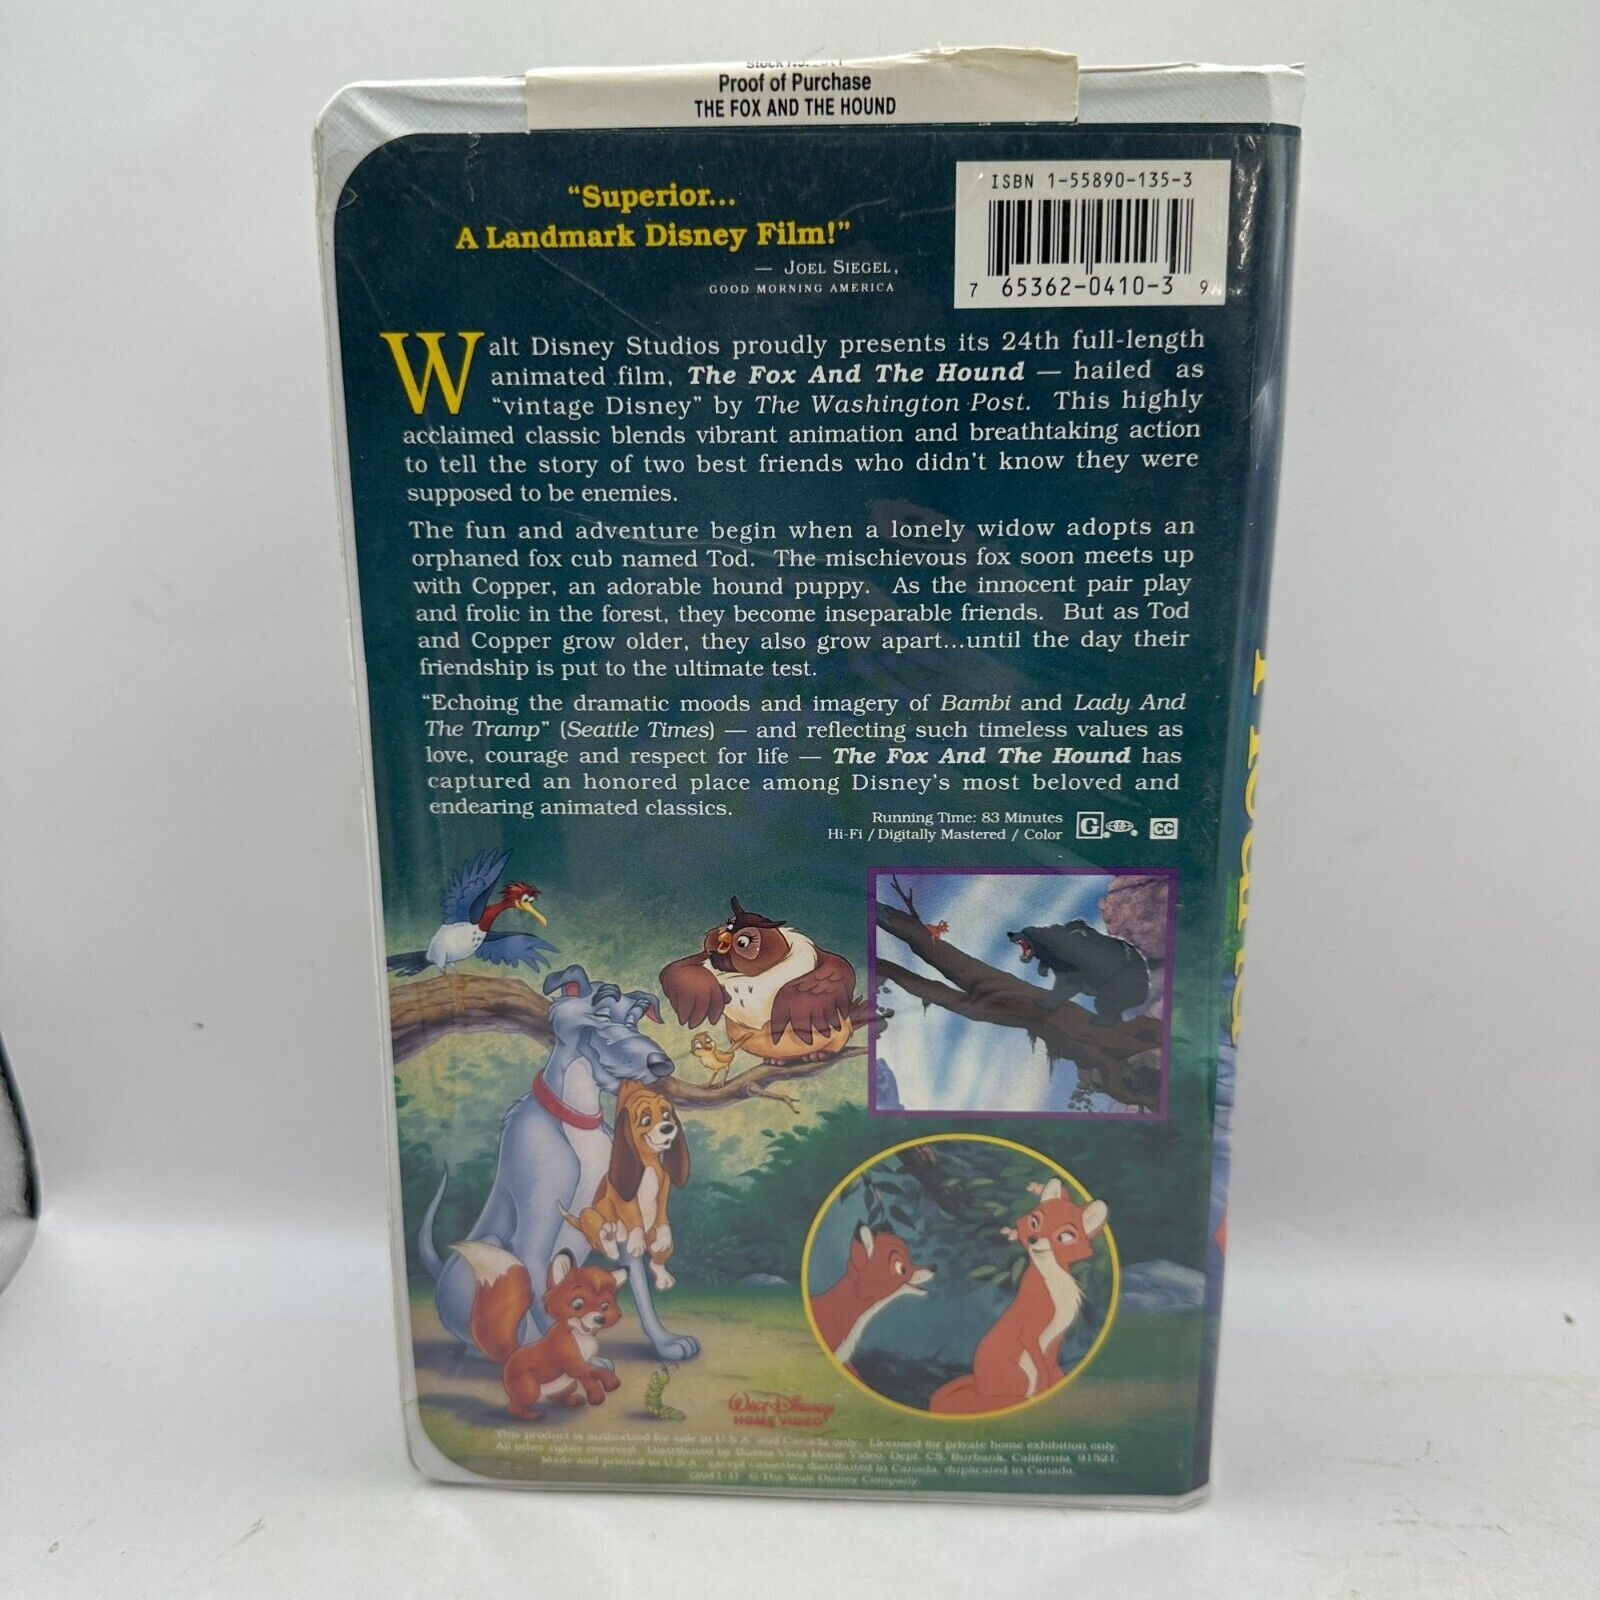 Proof of Purchase
THE FOX AND THE HOUND
"Superior...
A Landmark Disney Film!"
— JOEL SIEGEL,
GOOD MORNING AMERICA
ISBN 1-55890-135-3
7 65362-0410-3 9
Walt Disney Studios proudly presents its 24th full-length
animated film, The Fox And The Hound — hailed as
"vintage Disney" by The Washington Post. This highly
acclaimed classic blends vibrant animation and breathtaking action
to tell the story of two best friends who didn't know they were
supposed to be enemies.
The fun and adventure begin when a lonely widow adopts an
orphaned fox cub named Tod. The mischievous fox soon meets up
with Copper, an adorable hound puppy. As the innocent pair play
and frolic in the forest, they become inseparable friends. But as Tod
and Copper grow older, they also grow apart...until the day their
friendship is put to the ultimate test.
"Echoing the dramatic moods and imagery of Bambi and Lady And
The Tramp" (Seattle Times) — and reflecting such timeless values as
love, courage and respect for life — The Fox And The Hound has
captured an honored place among Disney's most beloved and
endearing animated classics.
Running Time: 83 Minutes
Hi-Fi / Digitally Mastered / Color G CC
Walt Disney
HOME VIDEO
This product is authorized for sale in U.S.A. and Canada only. Licensed for private home exhibition only.
All other rights reserved. Distributed by Buena Vista Home Video, Dept. CS, Burbank, California 91521.
Made and printed in U.S.A. except cassettes distributed in Canada, duplicated in Canada.
(2041-1) © The Walt Disney Company.
Hound